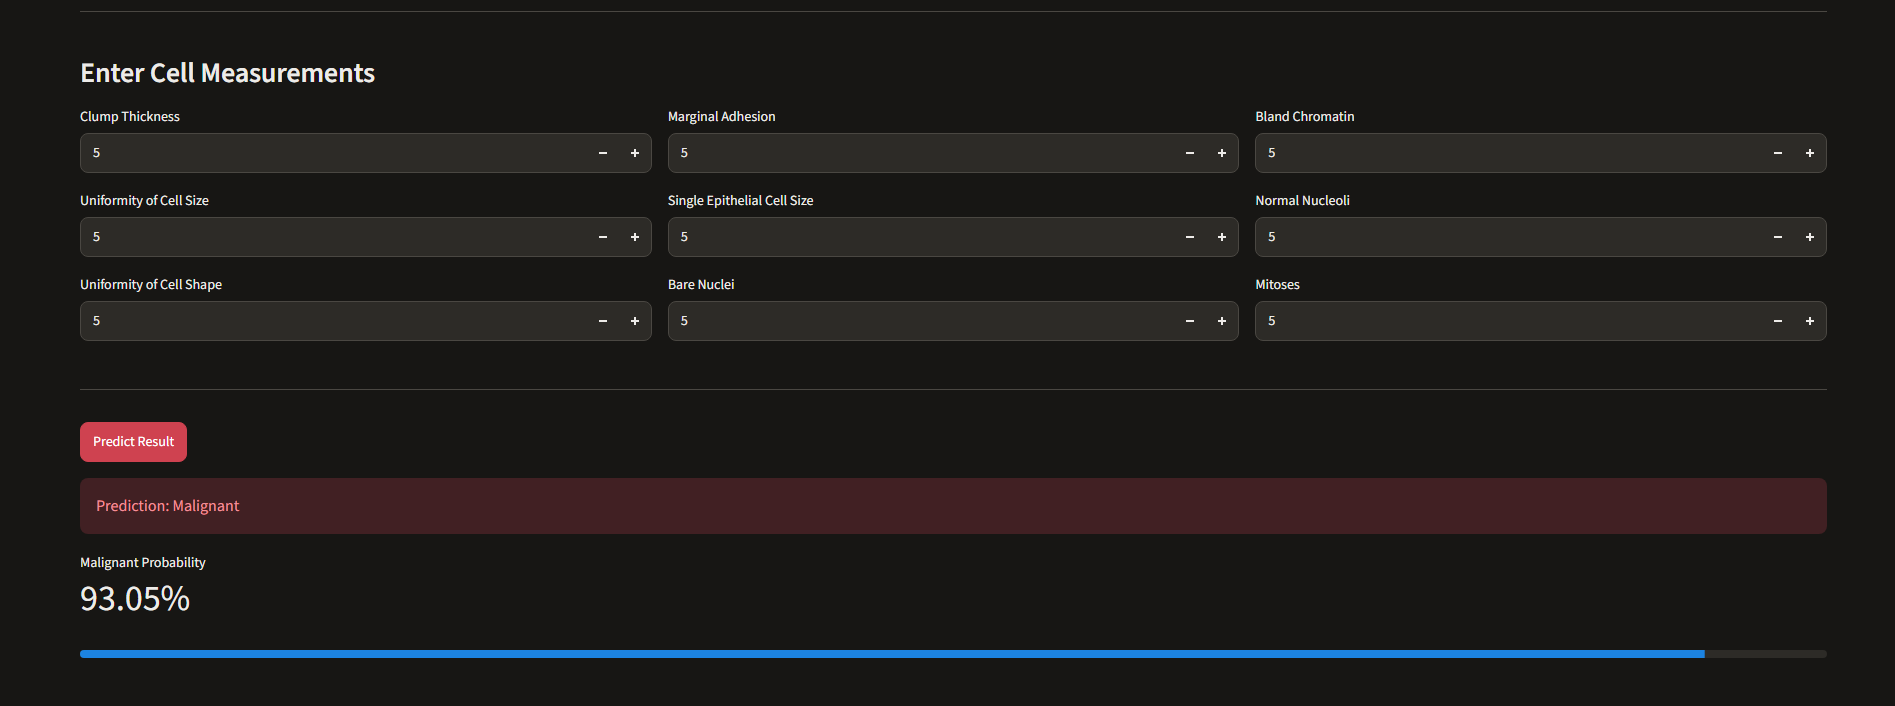 Enter Cell Measurements
Clump Thickness
5
Marginal Adhesion
5
Bland Chromatin
5
Uniformity of Cell Size
5
Single Epithelial Cell Size
5
Normal Nucleoli
5
Uniformity of Cell Shape
5
Bare Nuclei
5
Mitoses
5
Predict Result
Prediction: Malignant
Malignant Probability
93.05%